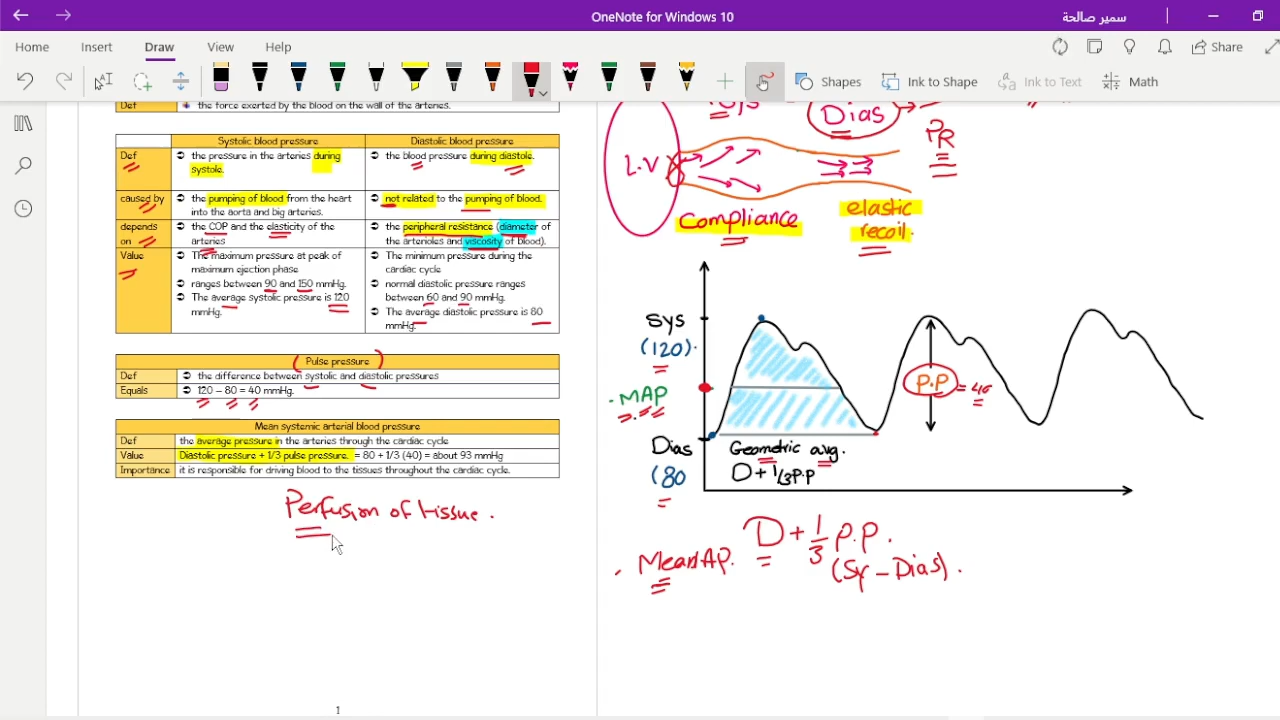 OneNote for Windows 10
سمير صالحة
Home Insert Draw View Help
Share
Shapes
Ink to Shape
Ink to Text
Math
Def the force exerted by the blood on the wall of the arteries.
Systolic blood pressure Diastolic blood pressure
Def
the pressure in the arteries during
systole.
the blood pressure during diastole.
caused by
the pumping of blood from the heart
into the aorta and big arteries.
not related to the pumping of blood.
depends
on
the COP and the elasticity of the
arteries
the peripheral resistance (diameter of
the arterioles and viscosity of blood).
Value
The maximum pressure at peak of
maximum ejection phase
ranges between 90 and 150 mmHg.
The average systolic pressure is 120
mmHg.
The minimum pressure during the
cardiac cycle
normal diastolic pressure ranges
between 60 and 90 mmHg.
The average diastolic pressure is 80
mmHg.
(Pulse pressure)
Def the difference between systolic and diastolic pressures
Equals 120 – 80 = 40 mmHg.
Mean systemic arterial blood pressure
Def the average pressure in the arteries through the cardiac cycle
Value Diastolic pressure + 1/3 pulse pressure. = 80 + 1/3 (40) = about 93 mmHg
Importance it is responsible for driving blood to the tissues throughout the cardiac cycle.
Perfusion of tissue.
1
Dias
PR
L.V
Compliance
elastic
recoil.
Sys
(120).
P.P = 40
MAP
Dias
(80
Geometric avg.
D+1/3P.P
Mean AP. D + 1/3 P.P.
(Sy – Dias).